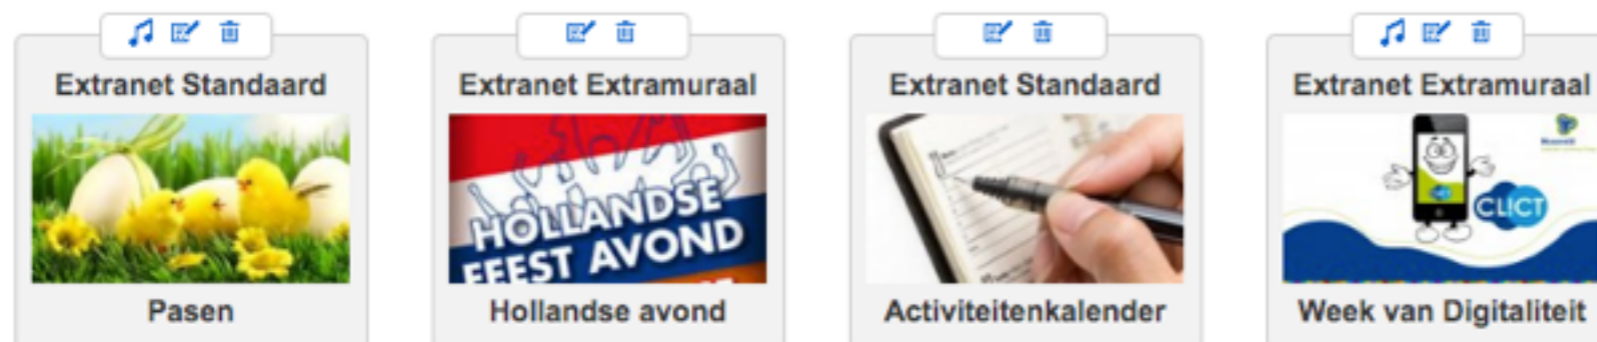 Extranet Standaard
Extranet Extramuraal
Extranet Standaard
Extranet Extramuraal
HOLLANDSE
FEEST AVOND
CLICT
Pasen
Hollandse avond
Activiteitenkalender
Week van Digitaliteit